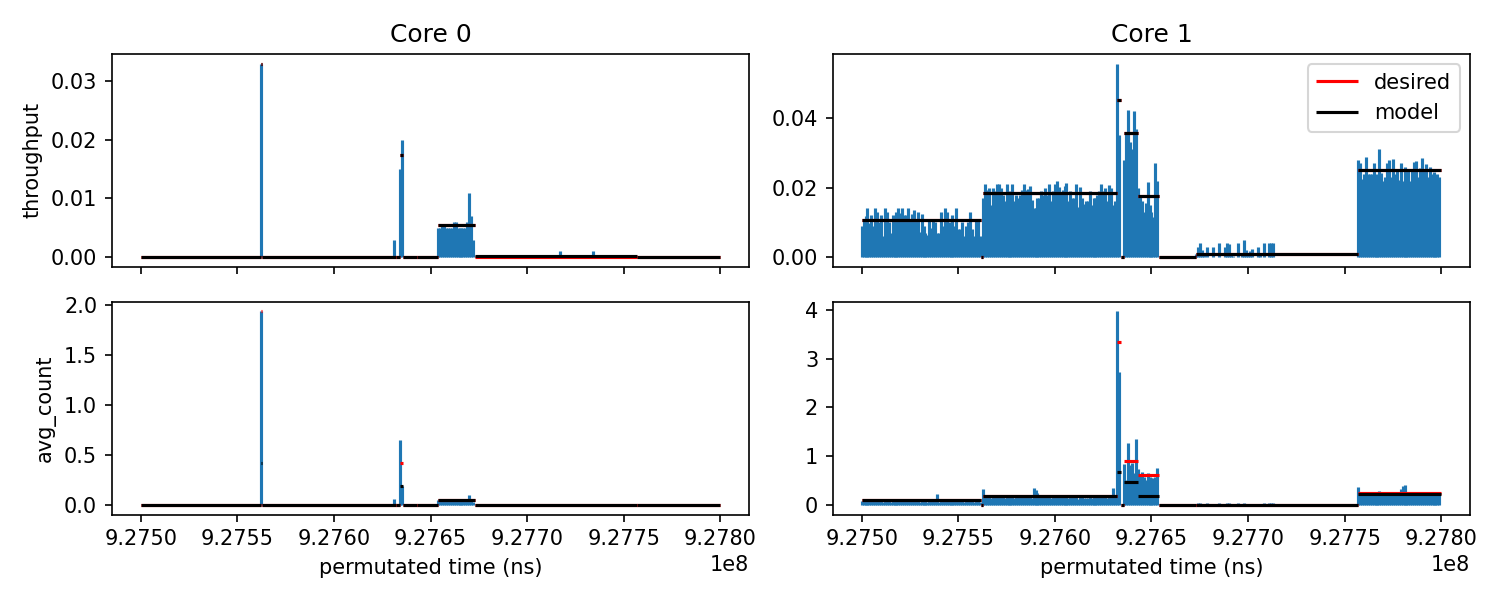 Core 0
Core 1
throughput
0.03
0.02
0.01
0.00
0.04
0.02
0.00
desired
model
avg_count
2.0
1.5
1.0
0.5
0.0
4
3
2
1
0
9.2750 9.2755 9.2760 9.2765 9.2770 9.2775 9.2780
1e8
permutated time (ns)
9.2750 9.2755 9.2760 9.2765 9.2770 9.2775 9.2780
1e8
permutated time (ns)